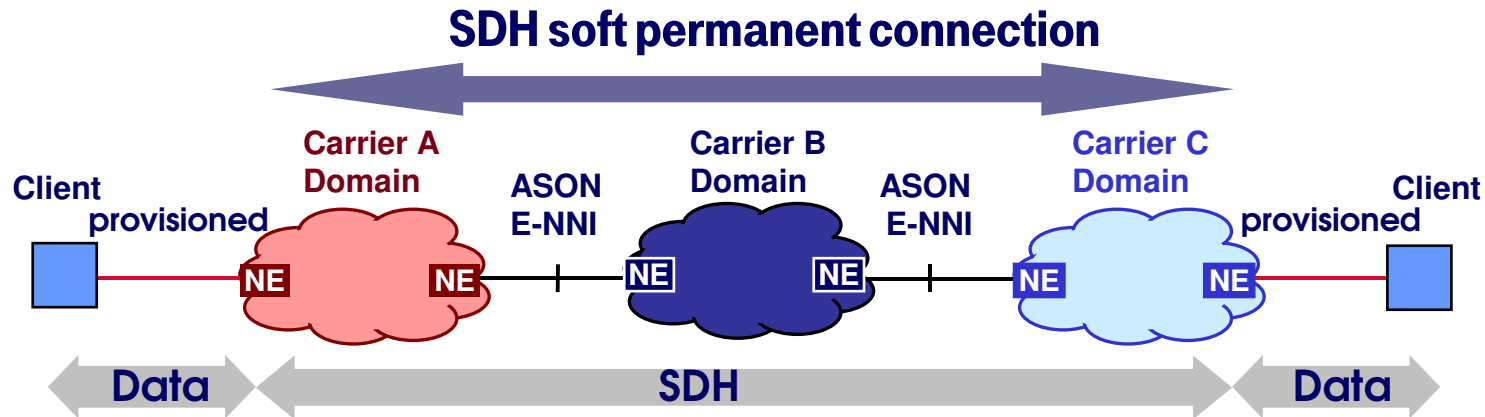 SDH soft permanent connection
Carrier A
Domain
Carrier B
Domain
Carrier C
Domain
Client
provisioned
ASON
E-NNI
ASON
E-NNI
provisioned
Client
NE
NE
NE
NE
NE
NE
Data
SDH
Data